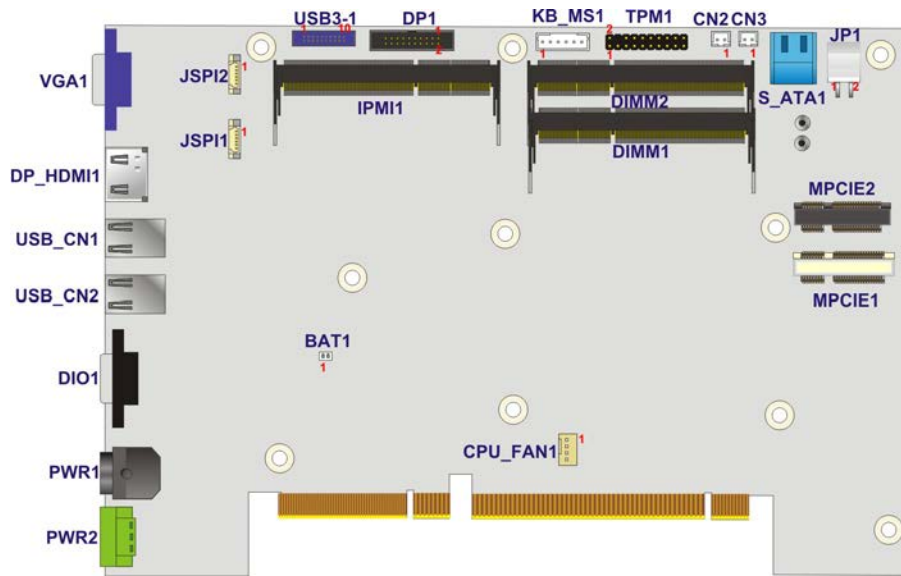 USB3-1
DP1
KB_MS1
TPM1
CN2
CN3
JP1
1
10
1
2
2
1
1
1
1
1
2
VGA1
JSPI2
1
IPMI1
DIMM2
S_ATA1
JSPI1
1
DIMM1
DP_HDMI1
MPCIE2
USB_CN1
USB_CN2
MPCIE1
BAT1
1
DIO1
CPU_FAN1
1
PWR1
PWR2